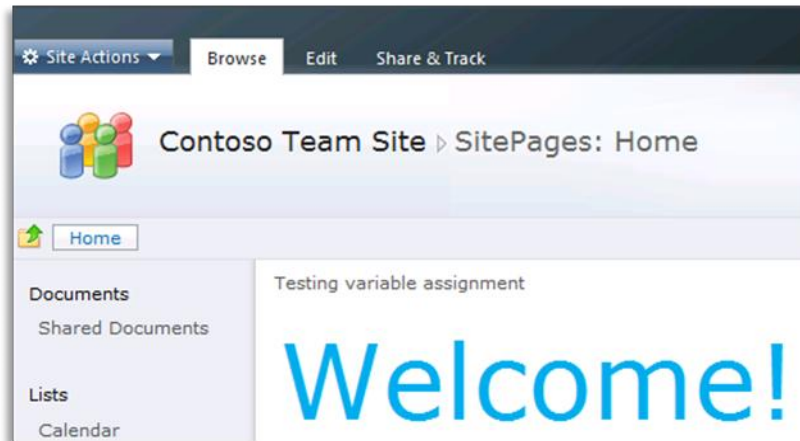 Site Actions
Browse Edit Share & Track
Contoso Team Site ▹ SitePages: Home
Home
Documents
Shared Documents
Lists
Calendar
Testing variable assignment
Welcome!